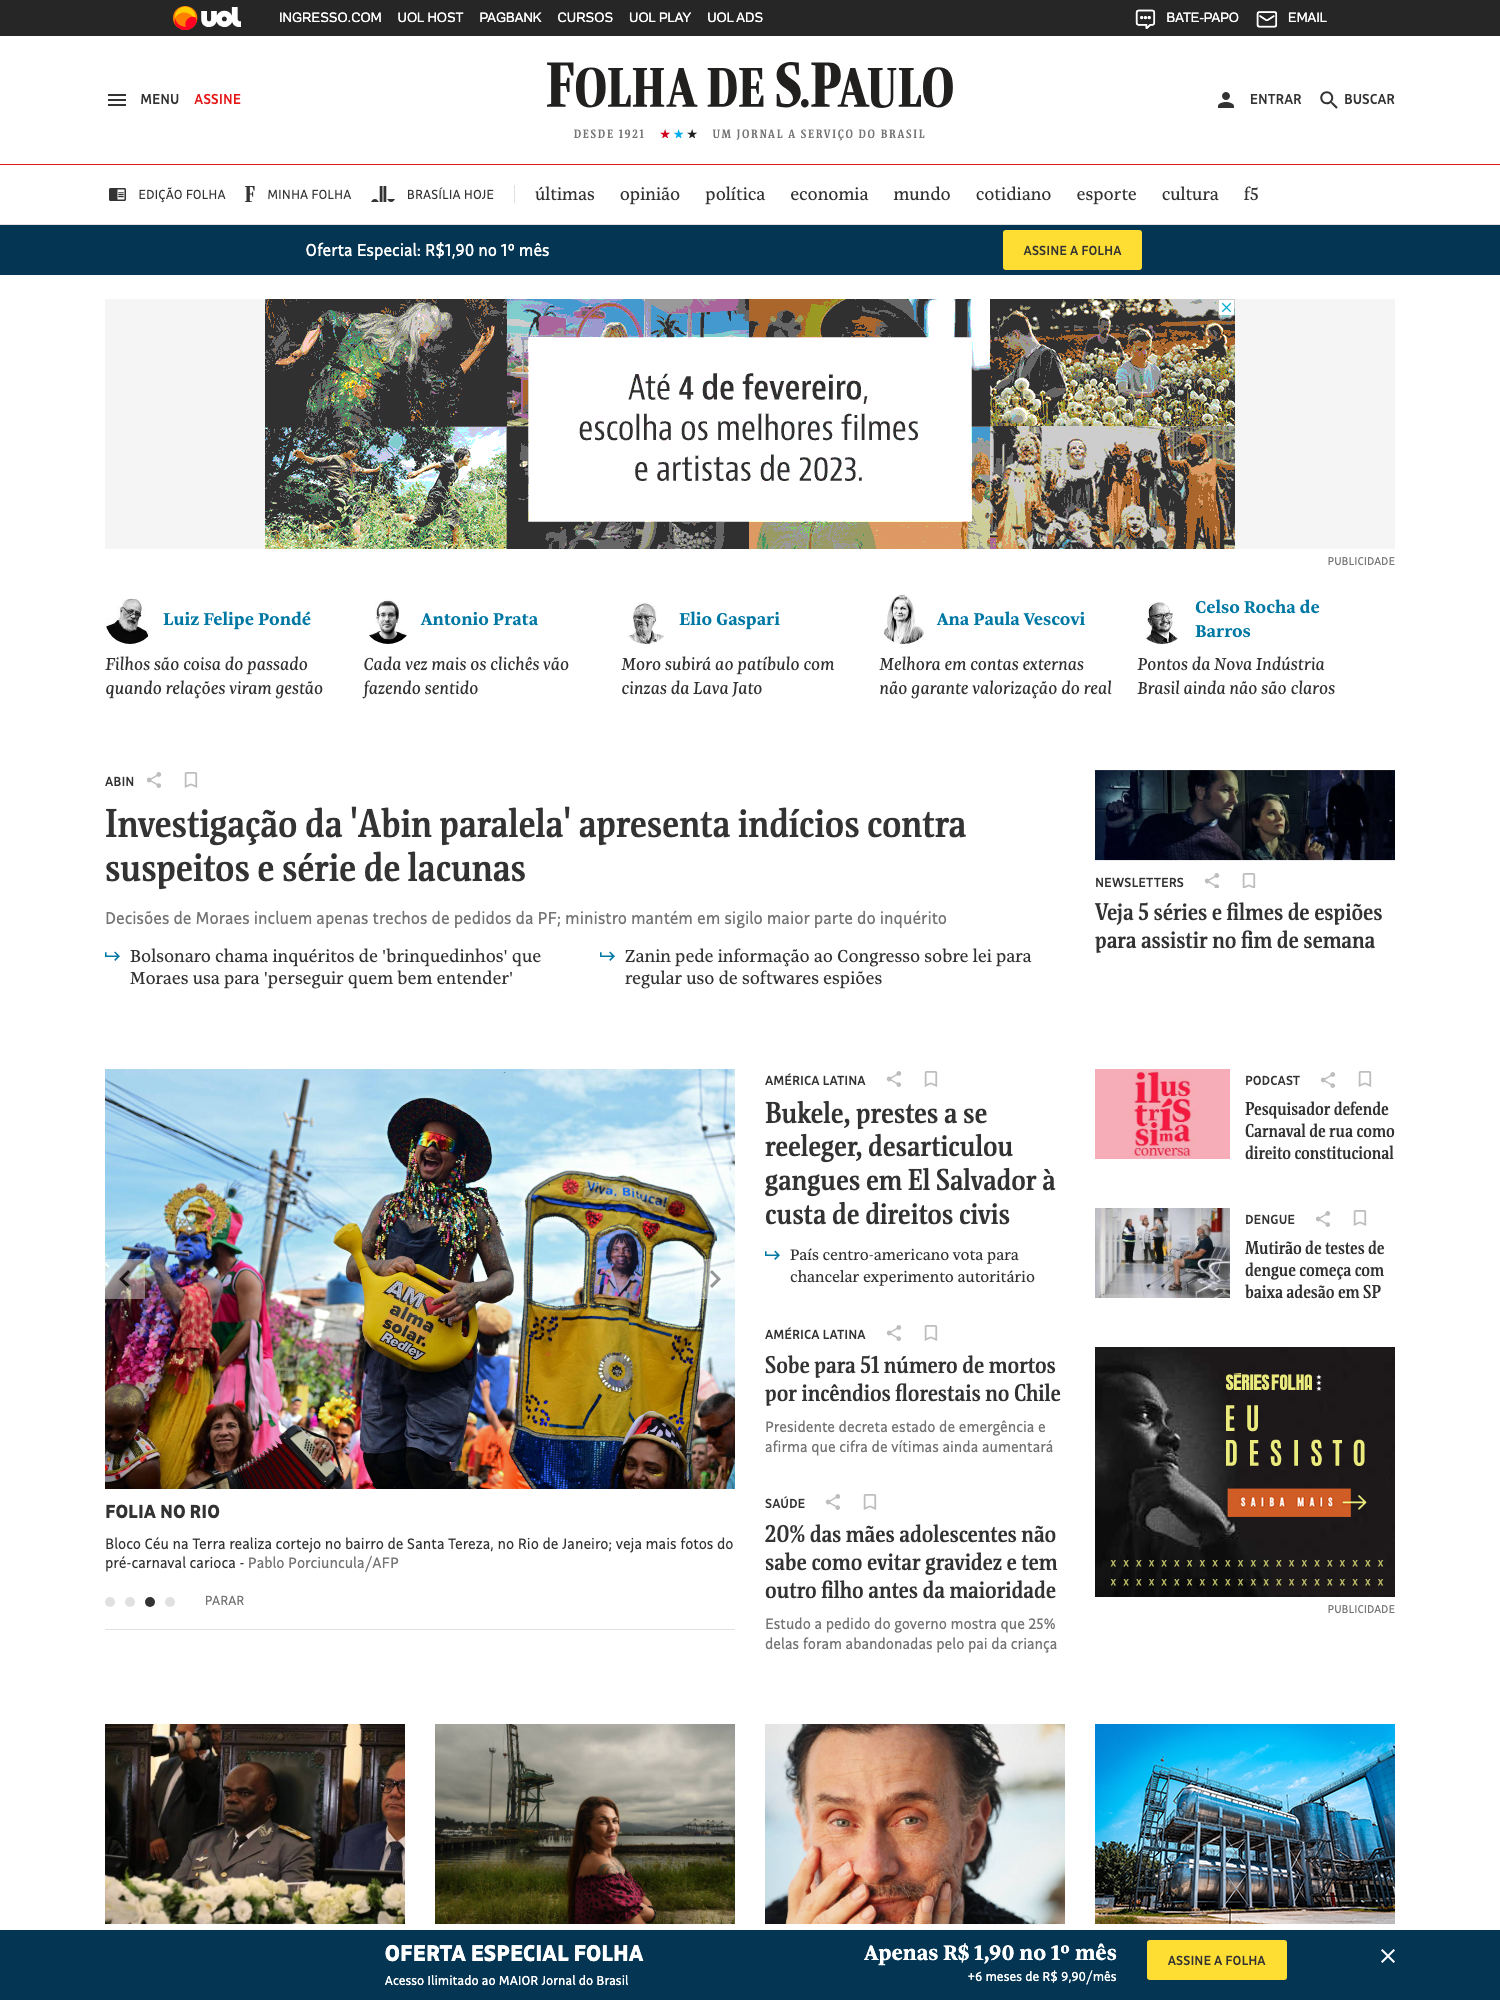 uol
INGRESSO.COM UOL HOST PAGBANK CURSOS UOL PLAY UOL ADS
BATE-PAPO EMAIL
MENU ASSINE
FOLHA DE S.PAULO
DESDE 1921 ★★★ UM JORNAL A SERVIÇO DO BRASIL
ENTRAR BUSCAR
EDIÇÃO FOLHA F MINHA FOLHA BRASÍLIA HOJE últimas opinião política economia mundo cotidiano esporte cultura f5
Oferta Especial: R$1,90 no 1º mês
ASSINE A FOLHA
Até 4 de fevereiro,
escolha os melhores filmes
e artistas de 2023.
PUBLICIDADE
Luiz Felipe Pondé
Filhos são coisa do passado
quando relações viram gestão
Antonio Prata
Cada vez mais os clichês vão
fazendo sentido
Elio Gaspari
Moro subirá ao patíbulo com
cinzas da Lava Jato
Ana Paula Vescovi
Melhora em contas externas
não garante valorização do real
Celso Rocha de
Barros
Pontos da Nova Indústria
Brasil ainda não são claros
ABIN
Investigação da 'Abin paralela' apresenta indícios contra
suspeitos e série de lacunas
Decisões de Moraes incluem apenas trechos de pedidos da PF; ministro mantém em sigilo maior parte do inquérito
Bolsonaro chama inquéritos de 'brinquedinhos' que
Moraes usa para 'perseguir quem bem entender'
Zanin pede informação ao Congresso sobre lei para
regular uso de softwares espiões
NEWSLETTERS
Veja 5 séries e filmes de espiões
para assistir no fim de semana
Viva, Bituca!
AMOR
alma
solar.
Redley
FOLIA NO RIO
Bloco Céu na Terra realiza cortejo no bairro de Santa Tereza, no Rio de Janeiro; veja mais fotos do
pré-carnaval carioca - Pablo Porciuncula/AFP
PARAR
AMÉRICA LATINA
Bukele, prestes a se
reeleger, desarticulou
gangues em El Salvador à
custa de direitos civis
País centro-americano vota para
chancelar experimento autoritário
AMÉRICA LATINA
Sobe para 51 número de mortos
por incêndios florestais no Chile
Presidente decreta estado de emergência e
afirma que cifra de vítimas ainda aumentará
SAÚDE
20% das mães adolescentes não
sabe como evitar gravidez e tem
outro filho antes da maioridade
Estudo a pedido do governo mostra que 25%
delas foram abandonadas pelo pai da criança
ilus
tris
sima
conversa
PODCAST
Pesquisador defende
Carnaval de rua como
direito constitucional
DENGUE
Mutirão de testes de
dengue começa com
baixa adesão em SP
SÉRIES FOLHA
EU
DESISTO
SAIBA MAIS
x x x x x x x x x x x x x x x x x x x x x x
x x x x x x x x x x x x x x x x x x x x x x
PUBLICIDADE
OFERTA ESPECIAL FOLHA
Acesso Ilimitado ao MAIOR Jornal do Brasil
Apenas R$ 1,90 no 1º mês
+6 meses de R$ 9,90/mês
ASSINE A FOLHA